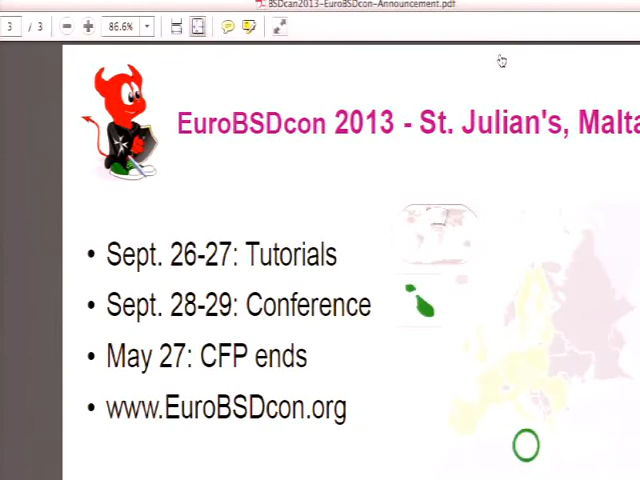 BSDcan2013-EuroBSDcon-Announcement.pdf
3 / 3 86.6%
EuroBSDcon 2013 - St. Julian's, Malta
• Sept. 26-27: Tutorials
• Sept. 28-29: Conference
• May 27: CFP ends
• www.EuroBSDcon.org